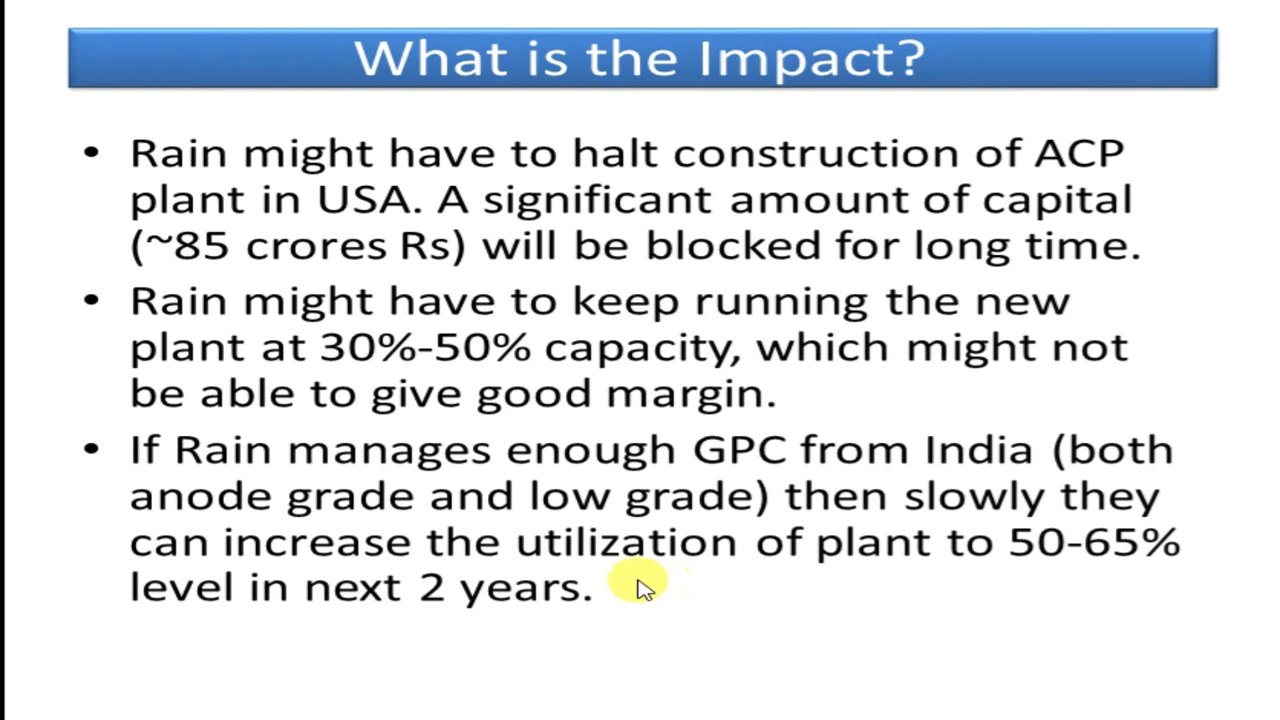 What is the Impact?
• Rain might have to halt construction of ACP
plant in USA. A significant amount of capital
(~85 crores Rs) will be blocked for long time.
• Rain might have to keep running the new
plant at 30%-50% capacity, which might not
be able to give good margin.
• If Rain manages enough GPC from India (both
anode grade and low grade) then slowly they
can increase the utilization of plant to 50-65%
level in next 2 years.